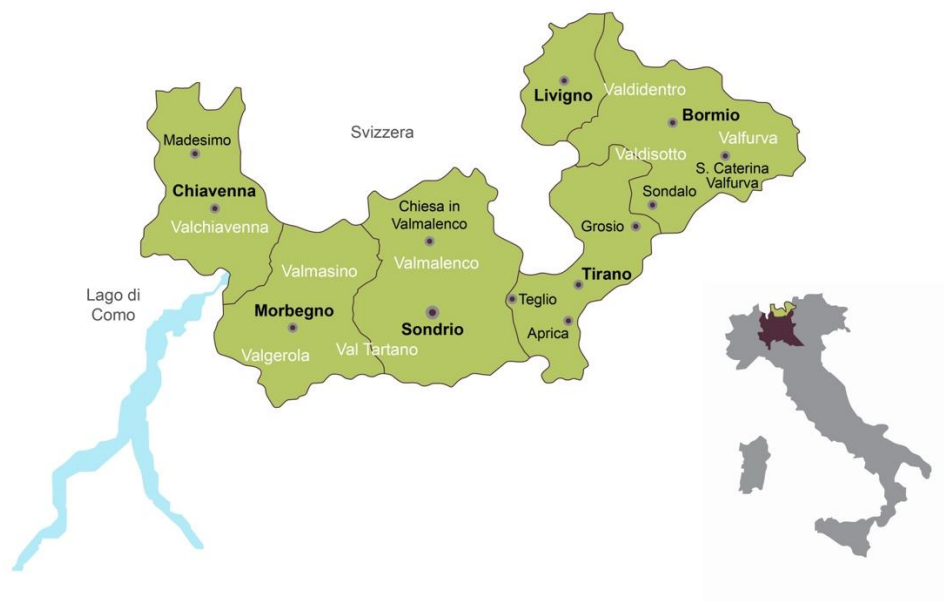 Livigno
Valdidentro
Bormio
Valfurva
Svizzera
Madesimo
Valdisotto
S. Caterina
Valfurva
Chiavenna
Sondalo
Chiesa in
Valmalenco
Valchiavenna
Grosio
Valmalenco
Valmasino
Tirano
Lago di
Como
Teglio
Morbegno
Sondrio
Aprica
Valgerola
Val Tartano